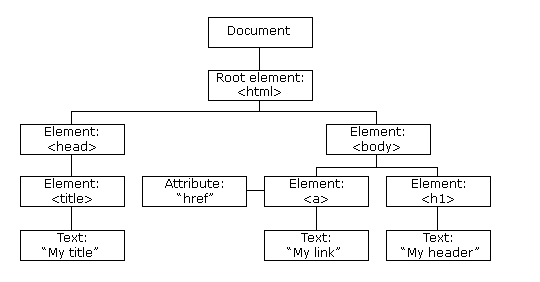 Document
Root element:
<html>
Element:
<head>
Element:
<body>
Element:
<title>
Attribute:
“href”
Element:
<a>
Element:
<h1>
Text:
“My title”
Text:
“My link”
Text:
“My header”